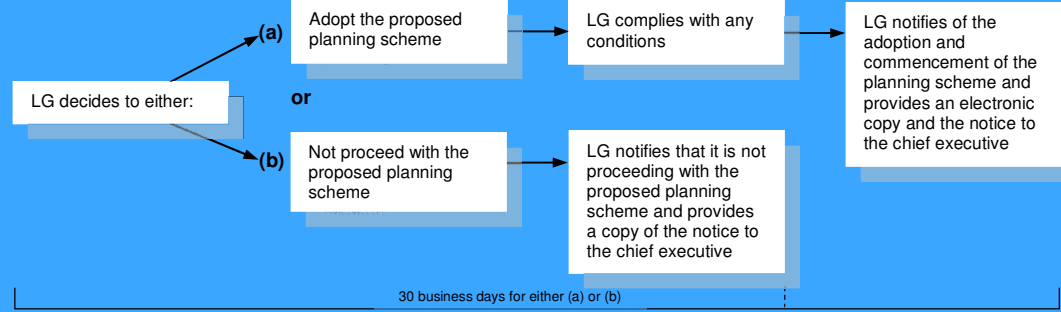 LG decides to either:
(a)
Adopt the proposed
planning scheme
LG complies with any
conditions
LG notifies of the
adoption and
commencement of the
planning scheme and
provides an electronic
copy and the notice to
the chief executive
or
(b)
Not proceed with the
proposed planning
scheme
LG notifies that it is not
proceeding with the
proposed planning
scheme and provides
a copy of the notice to
the chief executive
30 business days for either (a) or (b)